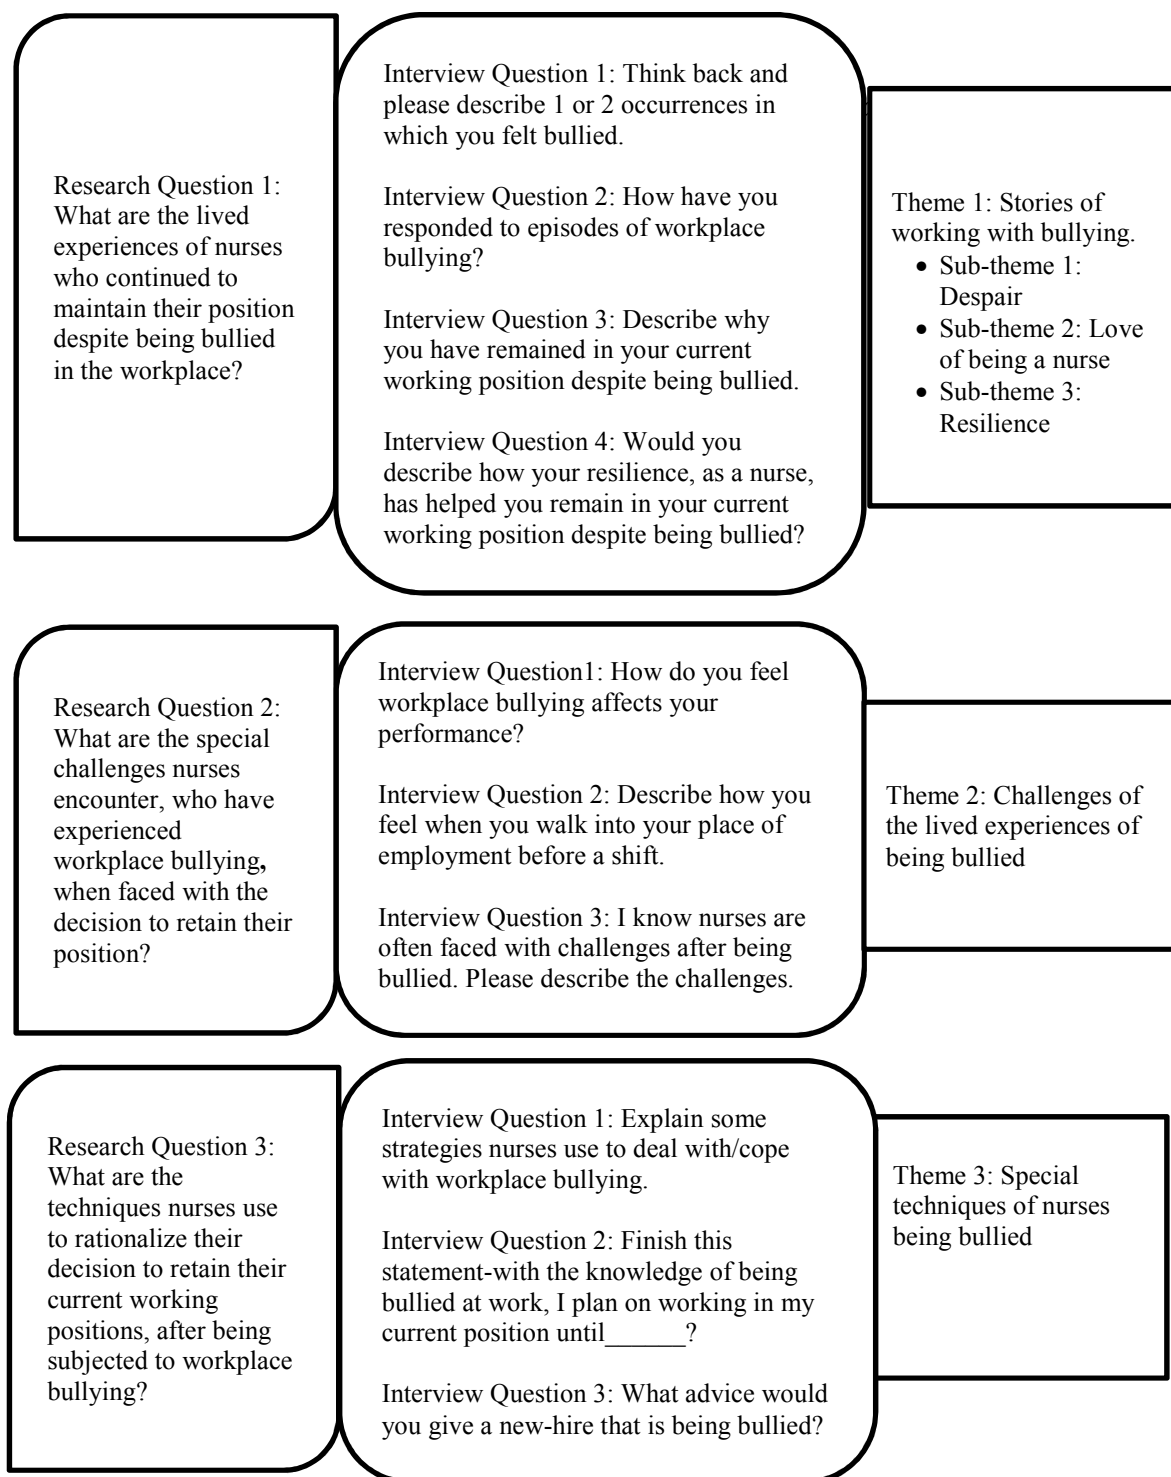 Research Question 1:
What are the lived
experiences of nurses
who continued to
maintain their position
despite being bullied
in the workplace?
Interview Question 1: Think back and
please describe 1 or 2 occurrences in
which you felt bullied.
Interview Question 2: How have you
responded to episodes of workplace
bullying?
Interview Question 3: Describe why
you have remained in your current
working position despite being bullied.
Interview Question 4: Would you
describe how your resilience, as a nurse,
has helped you remain in your current
working position despite being bullied?
Theme 1: Stories of
working with bullying.
• Sub-theme 1:
Despair
• Sub-theme 2: Love
of being a nurse
• Sub-theme 3:
Resilience
Research Question 2:
What are the special
challenges nurses
encounter, who have
experienced
workplace bullying,
when faced with the
decision to retain their
position?
Interview Question1: How do you feel
workplace bullying affects your
performance?
Interview Question 2: Describe how you
feel when you walk into your place of
employment before a shift.
Interview Question 3: I know nurses are
often faced with challenges after being
bullied. Please describe the challenges.
Theme 2: Challenges of
the lived experiences of
being bullied
Research Question 3:
What are the
techniques nurses use
to rationalize their
decision to retain their
current working
positions, after being
subjected to workplace
bullying?
Interview Question 1: Explain some
strategies nurses use to deal with/cope
with workplace bullying.
Interview Question 2: Finish this
statement-with the knowledge of being
bullied at work, I plan on working in my
current position until______?
Interview Question 3: What advice would
you give a new-hire that is being bullied?
Theme 3: Special
techniques of nurses
being bullied